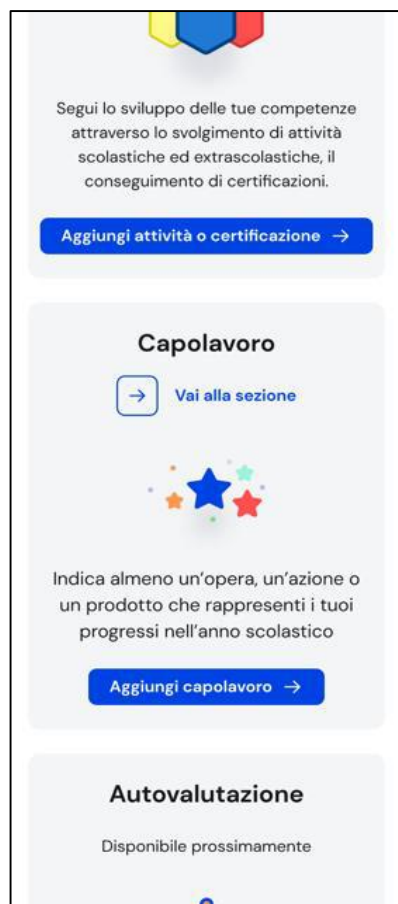 Segui lo sviluppo delle tue competenze
attraverso lo svolgimento di attività
scolastiche ed extrascolastiche, il
conseguimento di certificazioni.
Aggiungi attività o certificazione →
Capolavoro
→ Vai alla sezione
Indica almeno un’opera, un’azione o
un prodotto che rappresenti i tuoi
progressi nell’anno scolastico
Aggiungi capolavoro →
Autovalutazione
Disponibile prossimamente